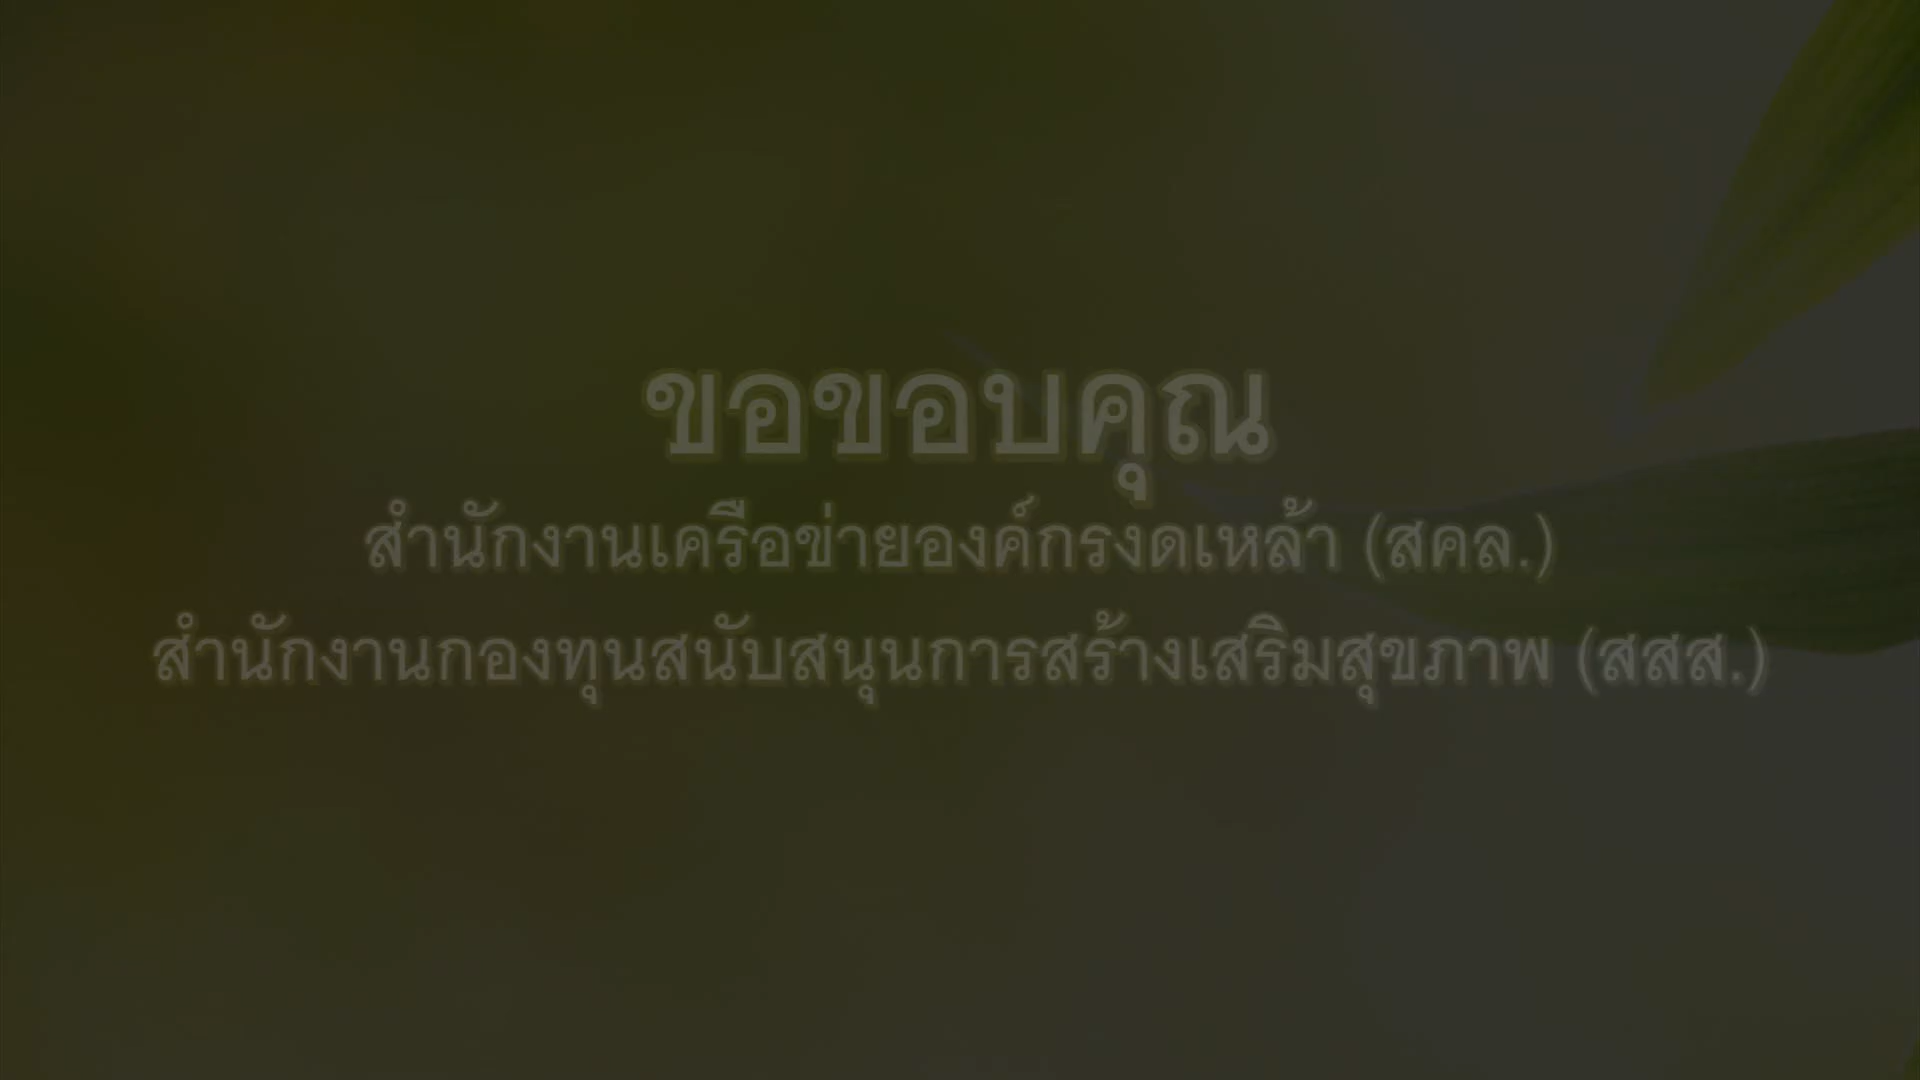 ขอขอบคุณ
สำนักงานเครือข่ายองค์กรงดเหล้า (สคล.)
สำนักงานกองทุนสนับสนุนการสร้างเสริมสุขภาพ (สสส.)